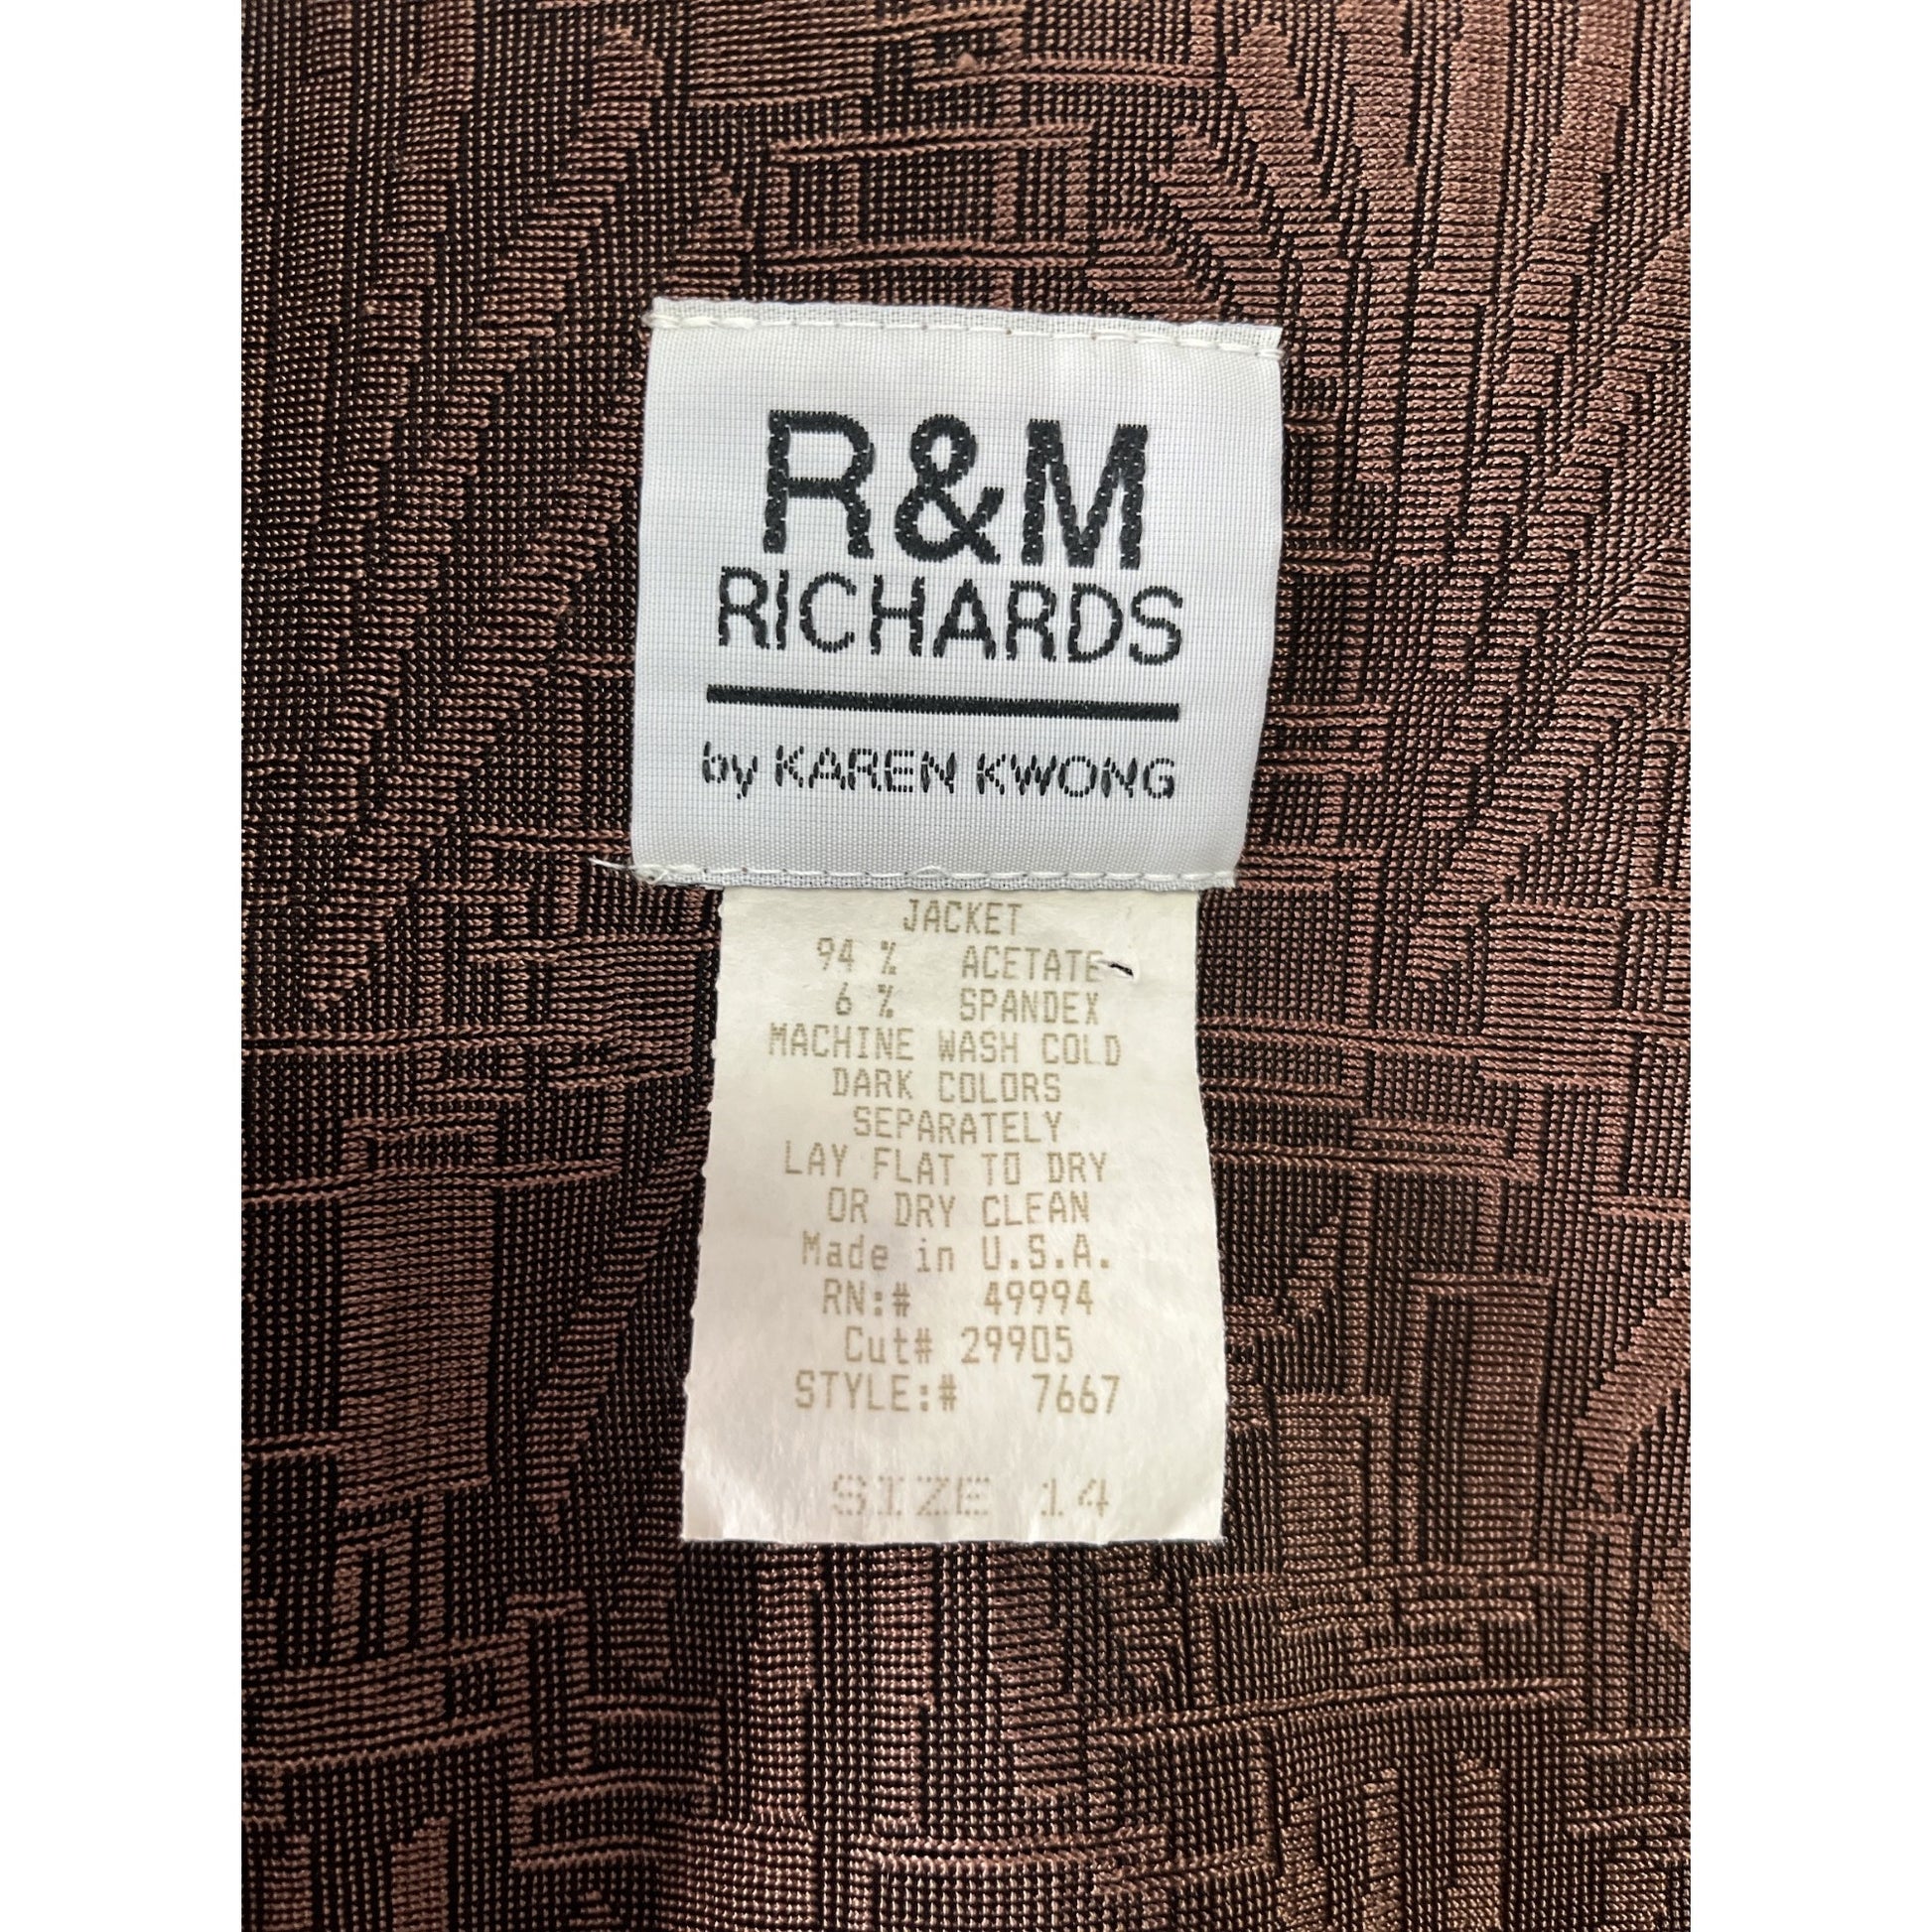 R&M
RICHARDS
by KAREN KWONG
JACKET
94 % ACETATE
6 % SPANDEX
MACHINE WASH COLD
DARK COLORS
SEPARATELY
LAY FLAT TO DRY
OR DRY CLEAN
Made in U.S.A.
RN:# 49994
Cut# 29905
STYLE:# 7667
SIZE 14